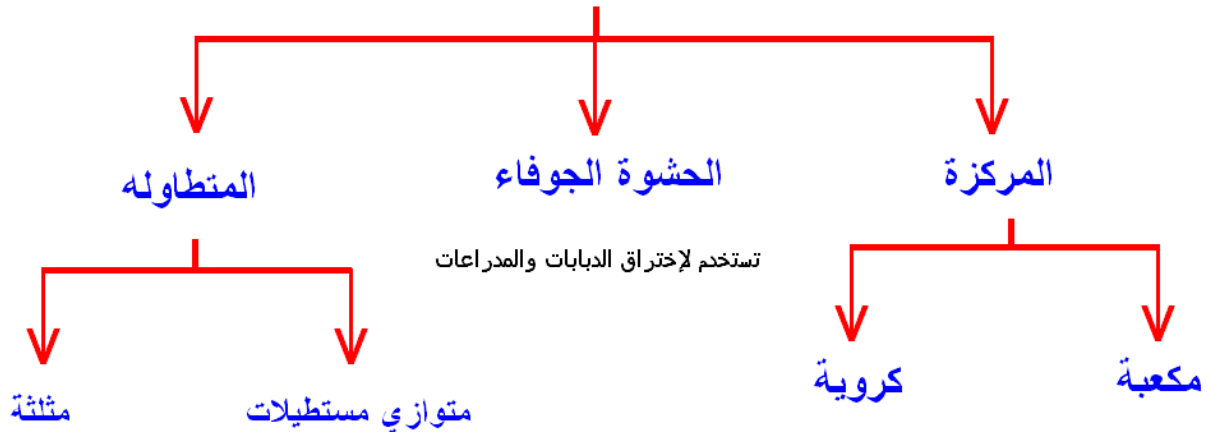 المركزة
الحشوة الجوفاء
المتطاوله
تستخدم لإختراق الدبابات والمدراعات
مكعبة
كروية
متوازي مستطيلات
مثلثة